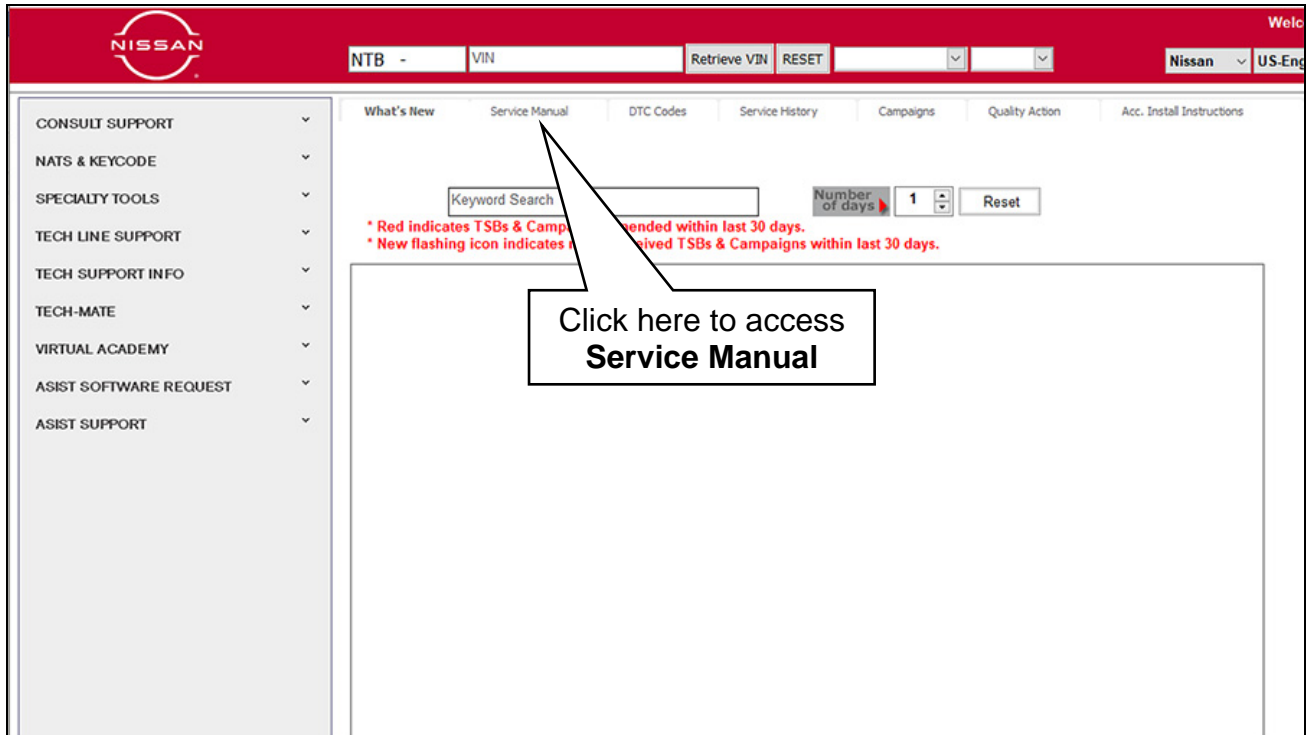 Welc
NISSAN
NTB - VIN Retrieve VIN RESET Nissan US-Eng
CONSULT SUPPORT
NATS & KEYCODE
SPECIALTY TOOLS
TECH LINE SUPPORT
TECH SUPPORT INFO
TECH-MATE
VIRTUAL ACADEMY
ASIST SOFTWARE REQUEST
ASIST SUPPORT
What's New Service Manual DTC Codes Service History Campaigns Quality Action Acc. Install Instructions
Keyword Search Number of days 1 Reset
* Red indicates TSBs & Camp ended within last 30 days.
* New flashing icon indicates eived TSBs & Campaigns within last 30 days.
Click here to access
Service Manual